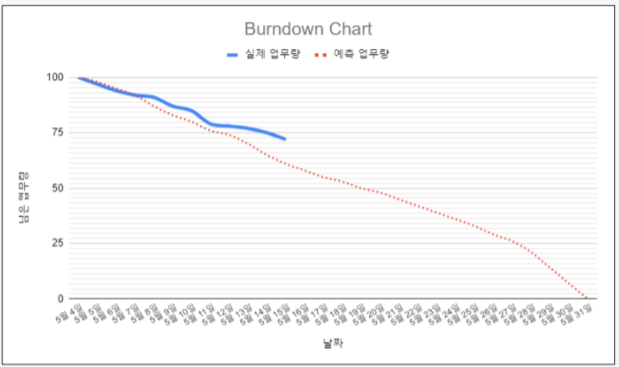 Burndown Chart
실제 업무량 예측 업무량
100
75
50
25
0
남은 업무량
5월 4일 5월 5일 5월 6일 5월 7일 5월 8일 5월 9일 5월 10일 5월 11일 5월 12일 5월 13일 5월 14일 5월 15일 5월 16일 5월 17일 5월 18일 5월 19일 5월 20일 5월 21일 5월 22일 5월 23일 5월 24일 5월 25일 5월 26일 5월 27일 5월 28일 5월 29일 5월 30일 5월 31일
날짜